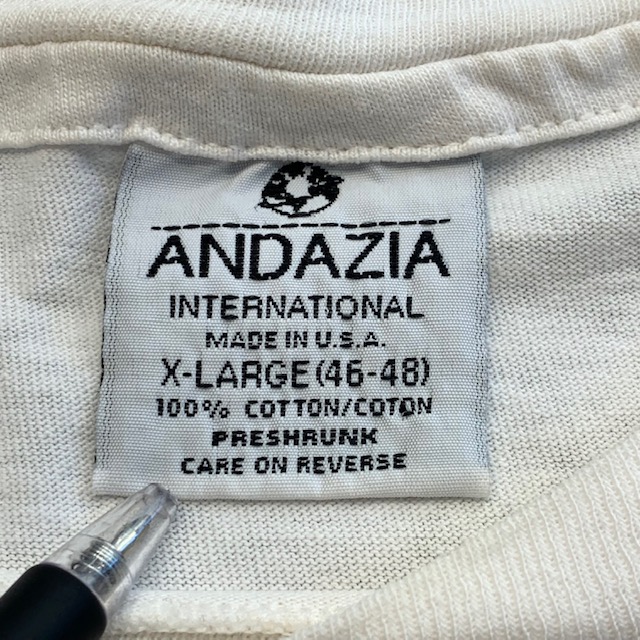 ANDAZIA
INTERNATIONAL
MADE IN U.S.A.
X-LARGE (46-48)
100% COTTON/COTON
PRESHRUNK
CARE ON REVERSE